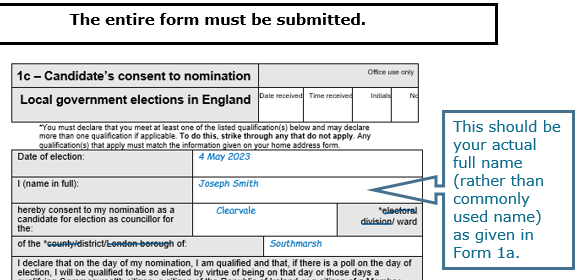 The entire form must be submitted.
1c – Candidate's consent to nomination
Office use only
Local government elections in England
Date received Time received Initials No
*You must declare that you meet at least one of the listed qualification(s) below and may declare
more than one qualification if applicable. To do this, strike through any that do not apply. Any
qualification(s) that apply must match the information given on your home address form.
Date of election: 4 May 2023
I (name in full): Joseph Smith
hereby consent to my nomination as a
candidate for election as councillor for
the:
Clearvale
*electoral
division/ ward
of the *county/district/London borough of: Southmarsh
I declare that on the day of my nomination, I am qualified and that, if there is a poll on the day of
election, I will be qualified to be so elected by virtue of being on that day or those days a
This should be
your actual
full name
(rather than
commonly
used name)
as given in
Form 1a.